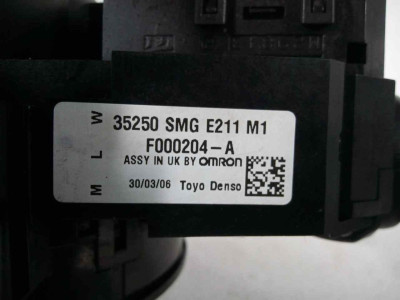 35250 SMG E211 M1
F000204-A
ASSY IN UK BY OMRON
30/03/06 Toyo Denso
M L W